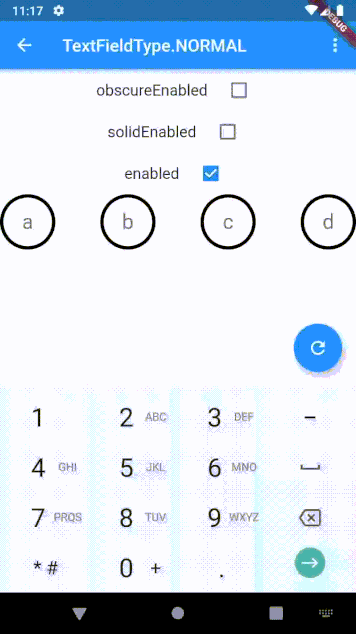 11:17
DEBUG
TextFieldType.NORMAL
obscureEnabled
solidEnabled
enabled
a b c d
1 2 ABC 3 DEF −
4 GHI 5 JKL 6 MNO
7 PQRS 8 TUV 9 WXYZ
* # 0 + .